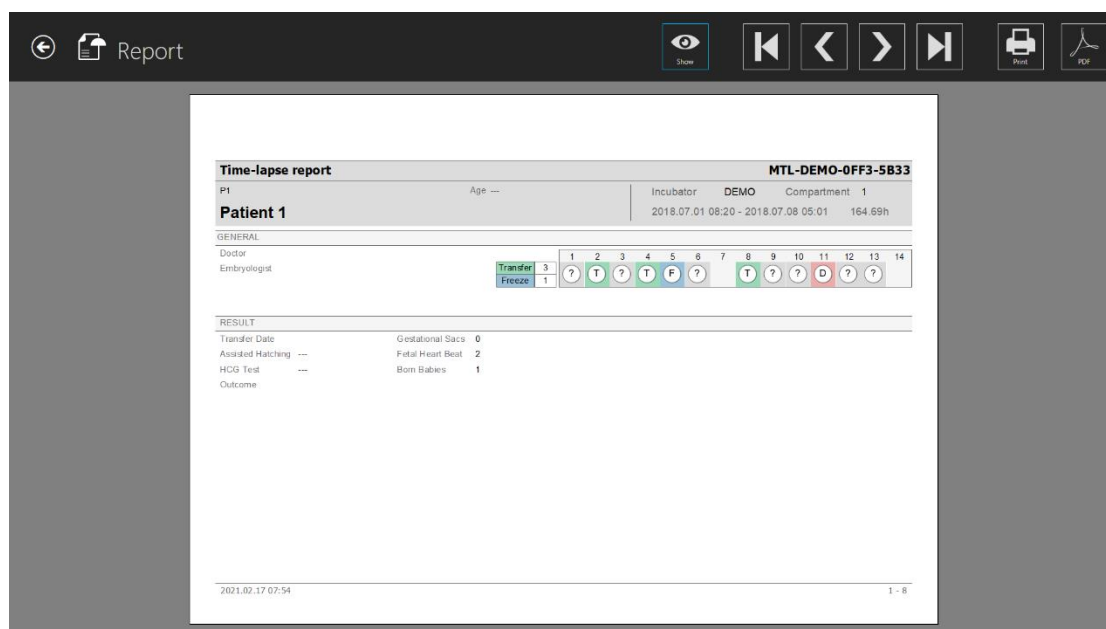 Report
Show
Print
PDF
Time-lapse report MTL-DEMO-0FF3-5B33
P1 Age --- Incubator DEMO Compartment 1
Patient 1 2018.07.01 08:20 - 2018.07.08 05:01 164.69h
GENERAL
Doctor
Embryologist
Transfer 3
Freeze 1
1 2 3 4 5 6 7 8 9 10 11 12 13 14
? T ? T F ? T ? ? D ? ?
RESULT
Transfer Date Gestational Sacs 0
Assisted Hatching --- Fetal Heart Beat 2
HCG Test --- Born Babies 1
Outcome
2021.02.17 07:54 1 - 8